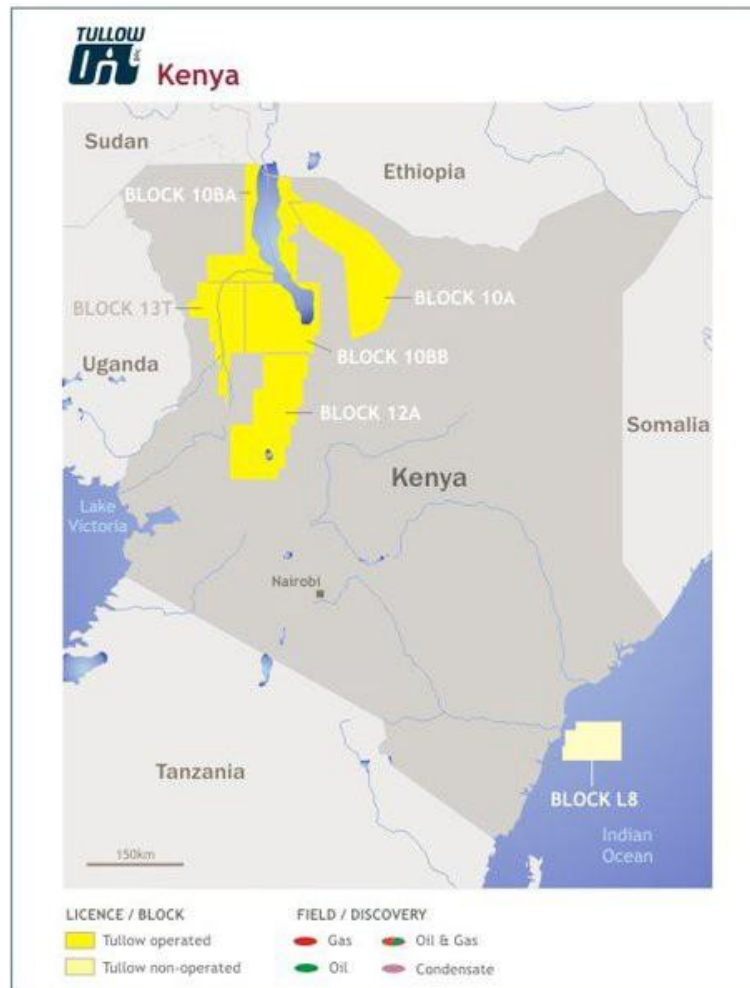 TULLOW
OIL plc
Kenya
Sudan
Ethiopia
BLOCK 10BA
BLOCK 13T
BLOCK 10A
Uganda
BLOCK 10BB
BLOCK 12A
Somalia
Kenya
Lake
Victoria
Nairobi
Tanzania
BLOCK L8
Indian
Ocean
150km
LICENCE / BLOCK
Tullow operated
Tullow non-operated
FIELD / DISCOVERY
Gas
Oil & Gas
Oil
Condensate